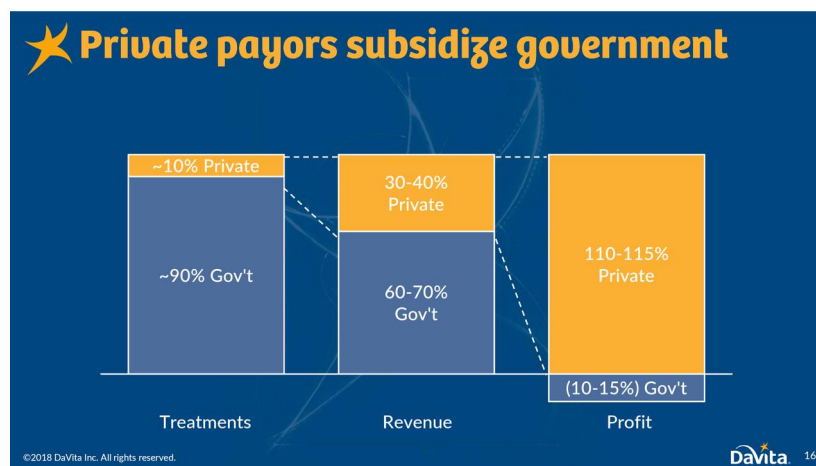 Private payors subsidize government
~10% Private
~90% Gov't
30-40%
Private
60-70%
Gov't
110-115%
Private
(10-15%) Gov't
Treatments
Revenue
Profit
©2018 DaVita Inc. All rights reserved.
DaVita.
16